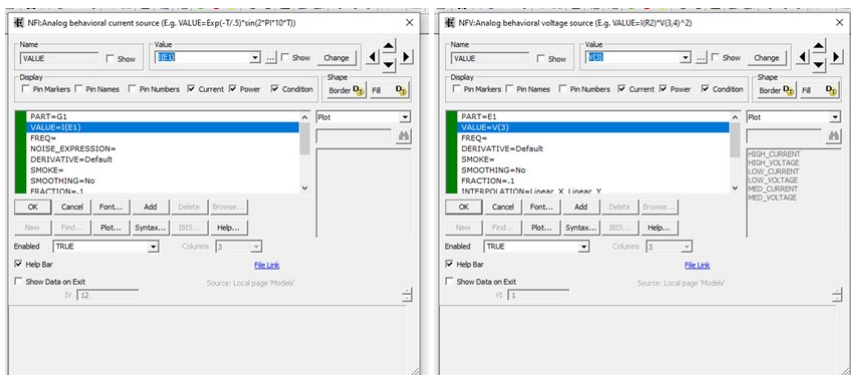 NFI:Analog behavioral current source (E.g. VALUE=Exp(-T/.5)*sin(2*PI*10*T))
Name
VALUE
Show
Value
I(E1)
...
Show
Change
Display
Pin Markers
Pin Names
Pin Numbers
Current
Power
Condition
Shape
Border
Fill
PART=G1
VALUE=I(E1)
FREQ=
NOISE_EXPRESSION=
DERIVATIVE=Default
SMOKE=
SMOOTHING=No
FRACTION=.1
Plot
OK
Cancel
Font...
Add
Delete
Browse...
New
Find...
Plot...
Syntax...
IBIS...
Help...
Enabled
TRUE
Columns
3
Help Bar
File Link
Show Data on Exit
Source: Local page 'Models'
IV
12
NFV:Analog behavioral voltage source (E.g. VALUE=I(R2)*V(3,4)^2)
Name
VALUE
Show
Value
V(3)
...
Show
Change
Display
Pin Markers
Pin Names
Pin Numbers
Current
Power
Condition
Shape
Border
Fill
PART=E1
VALUE=V(3)
FREQ=
DERIVATIVE=Default
SMOKE=
SMOOTHING=No
FRACTION=.1
INTERPOLATION=Linear X Linear Y
Plot
HIGH_CURRENT
HIGH_VOLTAGE
LOW_CURRENT
LOW_VOLTAGE
MED_CURRENT
MED_VOLTAGE
OK
Cancel
Font...
Add
Delete
Browse...
New
Find...
Plot...
Syntax...
IBIS...
Help...
Enabled
TRUE
Columns
3
Help Bar
File Link
Show Data on Exit
Source: Local page 'Models'
VI
1